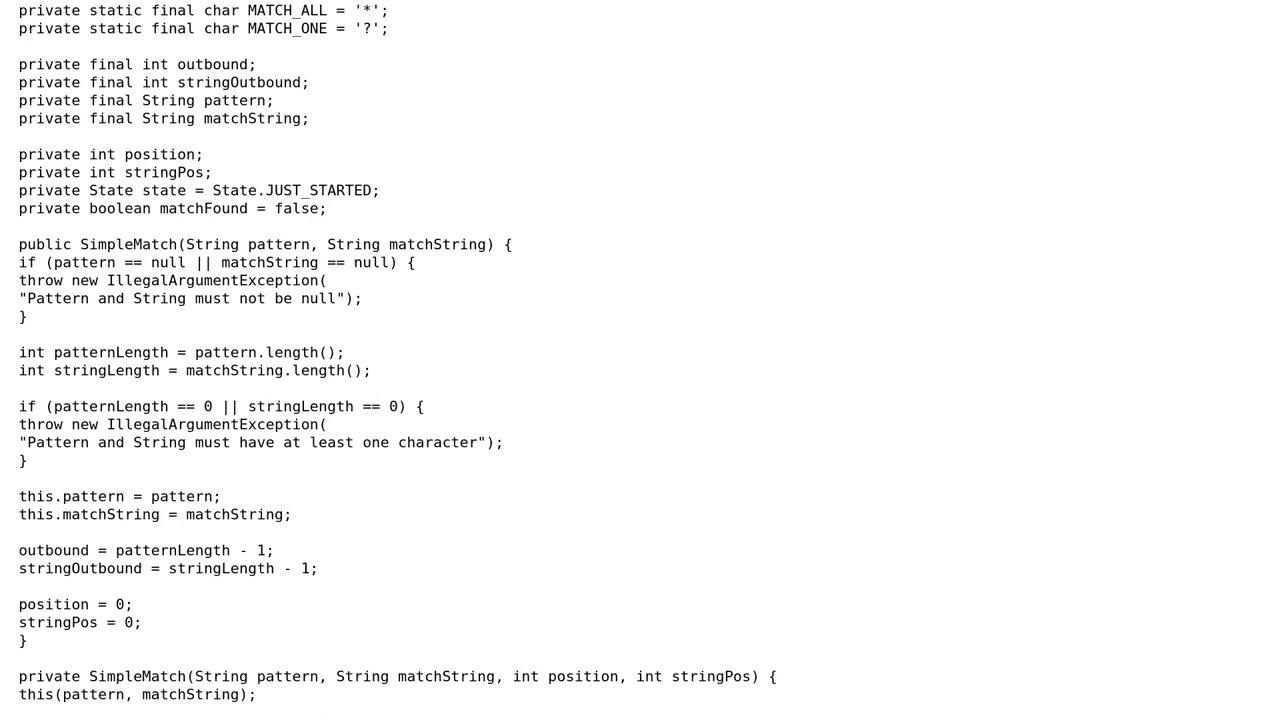 private static final char MATCH_ALL = '*';
private static final char MATCH_ONE = '?';

private final int outbound;
private final int stringOutbound;
private final String pattern;
private final String matchString;

private int position;
private int stringPos;
private State state = State.JUST_STARTED;
private boolean matchFound = false;

public SimpleMatch(String pattern, String matchString) {
if (pattern == null || matchString == null) {
throw new IllegalArgumentException(
"Pattern and String must not be null");
}

int patternLength = pattern.length();
int stringLength = matchString.length();

if (patternLength == 0 || stringLength == 0) {
throw new IllegalArgumentException(
"Pattern and String must have at least one character");
}

this.pattern = pattern;
this.matchString = matchString;

outbound = patternLength - 1;
stringOutbound = stringLength - 1;

position = 0;
stringPos = 0;
}

private SimpleMatch(String pattern, String matchString, int position, int stringPos) {
this(pattern, matchString);